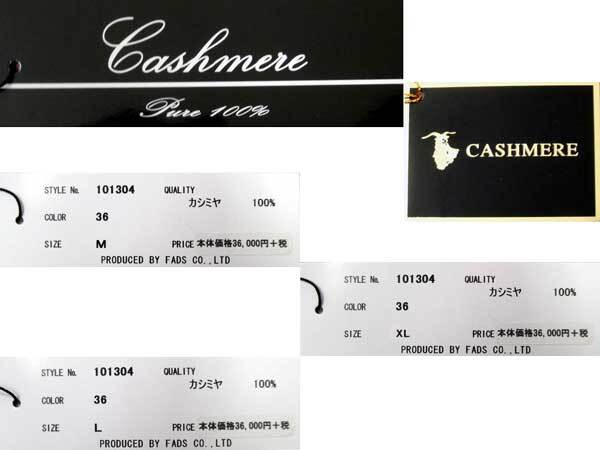 Cashmere
Pure 100%
CASHMERE
STYLE No. 101304 QUALITY
カシミヤ 100%
COLOR 36
SIZE M PRICE 本体価格36,000円+税
PRODUCED BY FADS CO.,LTD
STYLE No. 101304 QUALITY
カシミヤ 100%
COLOR 36
SIZE XL PRICE 本体価格36,000円+税
PRODUCED BY FADS CO.,LTD
STYLE No. 101304 QUALITY
カシミヤ 100%
COLOR 36
SIZE L PRICE 本体価格36,000円+税
PRODUCED BY FADS CO.,LTD